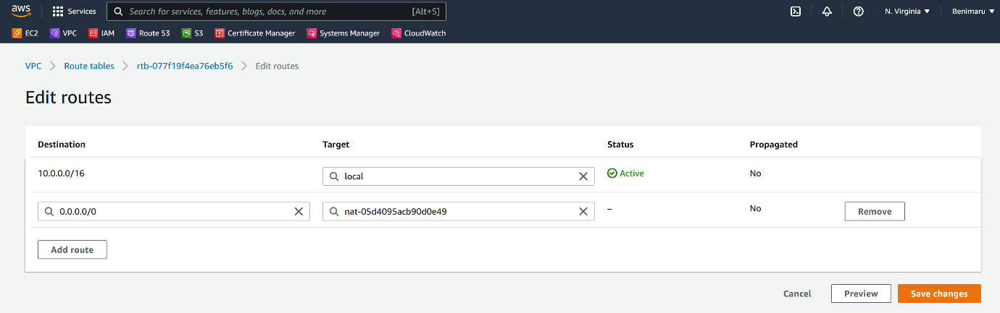 aws Services Search for services, features, blogs, docs, and more [Alt+S] N. Virginia Benimaru
EC2 VPC IAM Route 53 S3 Certificate Manager Systems Manager CloudWatch
VPC Route tables rtb-077f19f4ea76eb5f6 Edit routes
Edit routes
Destination Target Status Propagated
10.0.0.0/16 local Active No
0.0.0.0/0 nat-05d4095acb90d0e49 – No Remove
Add route
Cancel Preview Save changes